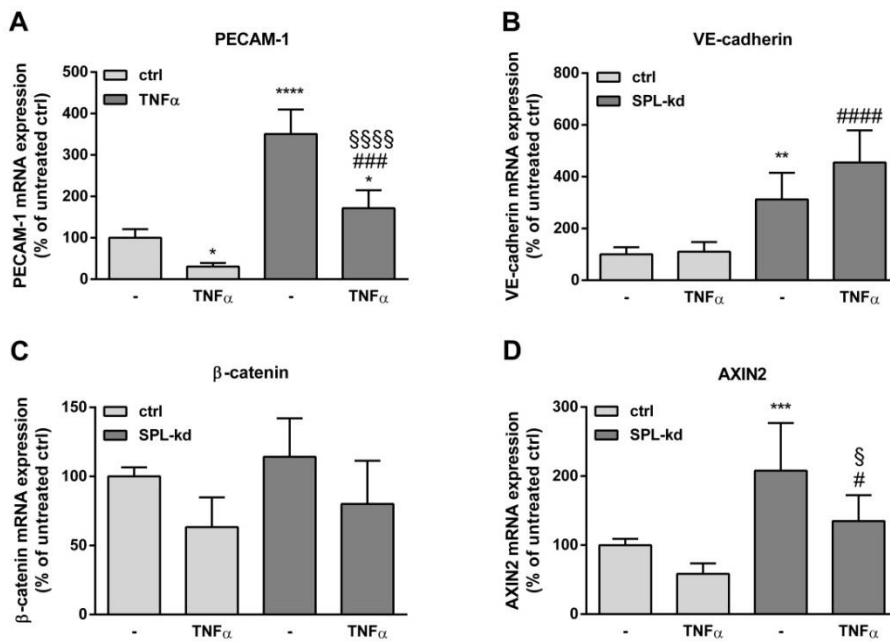 A
PECAM-1
PECAM-1 mRNA expression
(% of untreated ctrl)
500
400
300
200
100
0
ctrl
TNFα
*
****
§§§§
###
*
-
TNFα
-
TNFα
B
VE-cadherin
VE-cadherin mRNA expression
(% of untreated ctrl)
800
600
400
200
0
ctrl
SPL-kd
**
####
-
TNFα
-
TNFα
C
β-catenin
β-catenin mRNA expression
(% of untreated ctrl)
150
100
50
0
ctrl
SPL-kd
-
TNFα
-
TNFα
D
AXIN2
AXIN2 mRNA expression
(% of untreated ctrl)
300
200
100
0
ctrl
SPL-kd
***
§
#
-
TNFα
-
TNFα